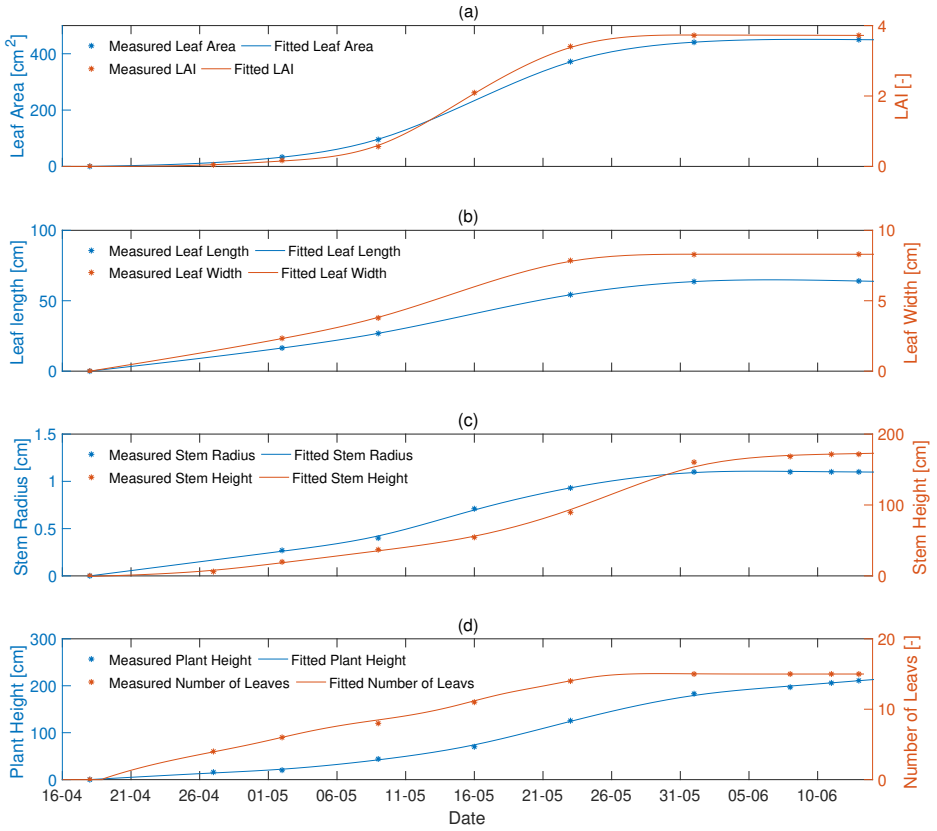 (a)
Leaf Area [cm²]
400
200
0
Measured Leaf Area Fitted Leaf Area
Measured LAI Fitted LAI
4
2
0
LAI [-]
(b)
Leaf length [cm]
100
50
0
Measured Leaf Length Fitted Leaf Length
Measured Leaf Width Fitted Leaf Width
10
5
0
Leaf Width [cm]
(c)
Stem Radius [cm]
1.5
1
0.5
0
Measured Stem Radius Fitted Stem Radius
Measured Stem Height Fitted Stem Height
200
100
0
Stem Height [cm]
(d)
Plant Height [cm]
300
200
100
0
Measured Plant Height Fitted Plant Height
Measured Number of Leaves Fitted Number of Leavs
20
10
0
Number of Leavs [-]
16-04 21-04 26-04 01-05 06-05 11-05 16-05 21-05 26-05 31-05 05-06 10-06
Date